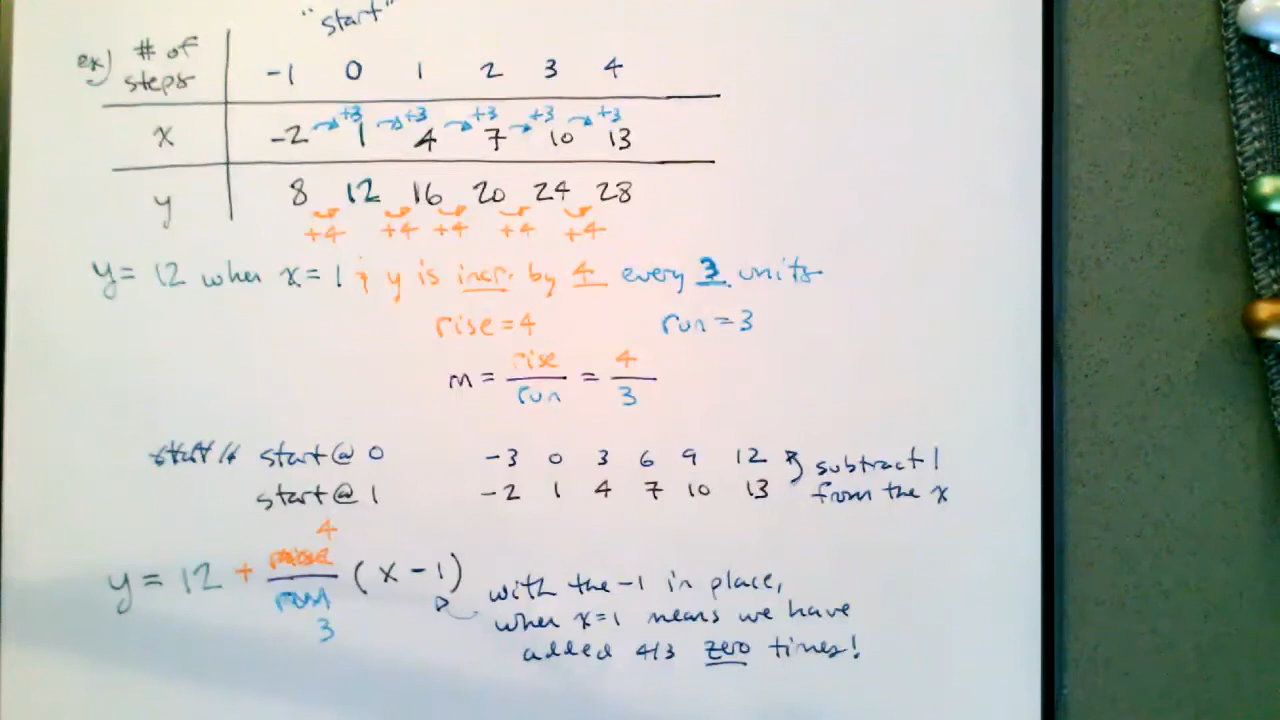 "start"
ex) # of steps -1 0 1 2 3 4
+3 +3 +3 +3 +3
x -2 1 4 7 10 13
y 8 12 16 20 24 28
+4 +4 +4 +4 +4
y = 12 when x = 1 & y is incr. by 4 every 3 units
rise = 4 run = 3
m = rise/run = 4/3
start @ 0 -3 0 3 6 9 12 subtract 1
start @ 1 -2 1 4 7 10 13 from the x
4
y = 12 + rise/run (x - 1)
3
with the -1 in place,
when x=1 means we have
added 4/3 zero times!